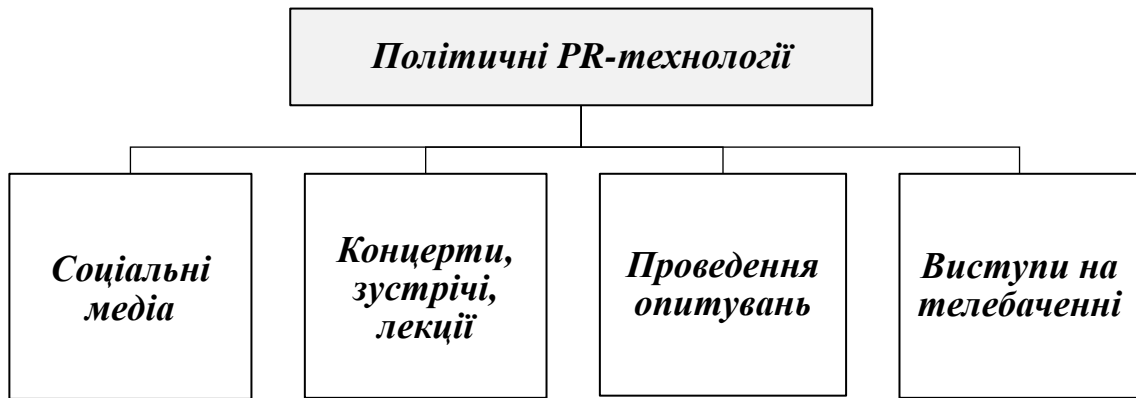 Політичні PR-технології
Соціальні
медіа
Концерти,
зустрічі,
лекції
Проведення
опитувань
Виступи на
телебаченні